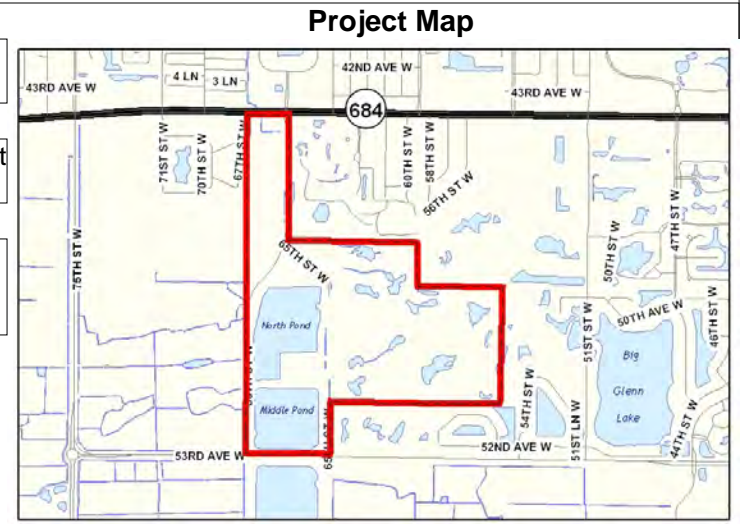 Project Map
t
42ND AVE W
4 LN
3 LN
43RD AVE W
43RD AVE W
684
71ST ST W
70TH ST W
67TH ST W
60TH ST W
58TH ST W
56TH ST W
47TH ST W
50TH ST W
75TH ST W
65TH ST W
North Pond
50TH AVE W
51ST ST W
46TH ST W
Big
Glenn
Lake
Middle Pond
54TH ST W
51ST LN W
44TH ST W
52ND AVE W
53RD AVE W